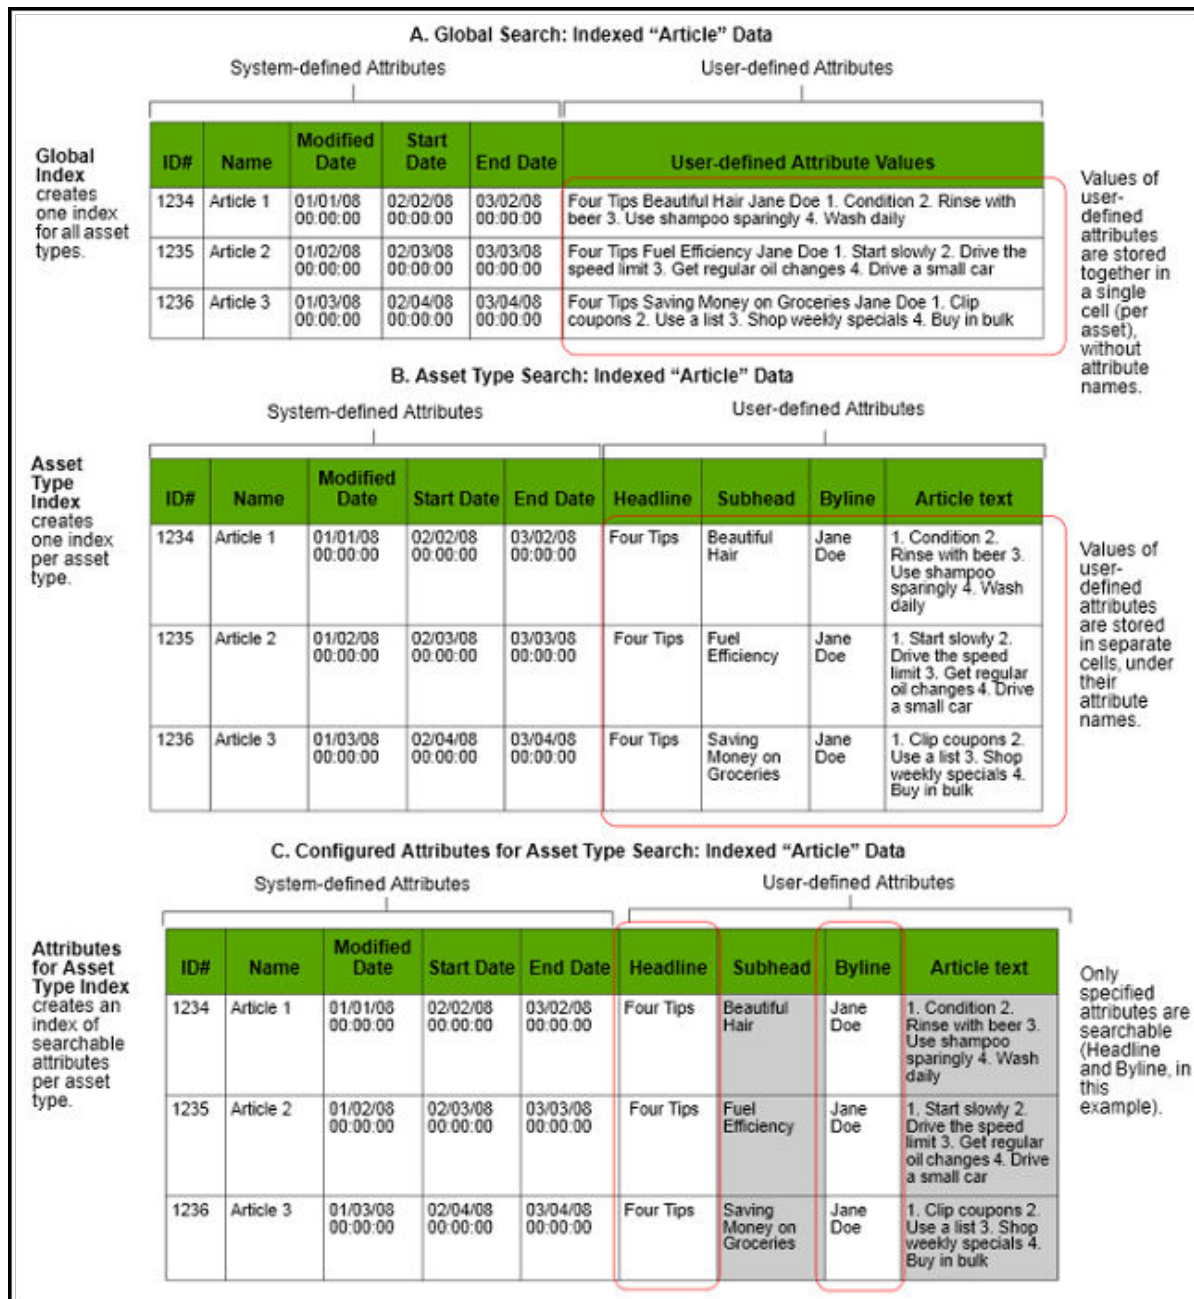 A. Global Search: Indexed “Article” Data
System-defined Attributes
User-defined Attributes
Global
Index
creates
one index
for all asset
types.
ID#
Name
Modified
Date
Start
Date
End Date
User-defined Attribute Values
1234
Article 1
01/01/08
00:00:00
02/02/08
00:00:00
03/02/08
00:00:00
Four Tips Beautiful Hair Jane Doe 1. Condition 2. Rinse with
beer 3. Use shampoo sparingly 4. Wash daily
1235
Article 2
01/02/08
00:00:00
02/03/08
00:00:00
03/03/08
00:00:00
Four Tips Fuel Efficiency Jane Doe 1. Start slowly 2. Drive the
speed limit 3. Get regular oil changes 4. Drive a small car
1236
Article 3
01/03/08
00:00:00
02/04/08
00:00:00
03/04/08
00:00:00
Four Tips Saving Money on Groceries Jane Doe 1. Clip
coupons 2. Use a list 3. Shop weekly specials 4. Buy in bulk
Values of
user-
defined
attributes
are stored
together in
a single
cell (per
asset),
without
attribute
names.
B. Asset Type Search: Indexed “Article” Data
System-defined Attributes
User-defined Attributes
Asset
Type
Index
creates
one index
per asset
type.
ID#
Name
Modified
Date
Start Date
End Date
Headline
Subhead
Byline
Article text
1234
Article 1
01/01/08
00:00:00
02/02/08
00:00:00
03/02/08
00:00:00
Four Tips
Beautiful
Hair
Jane
Doe
1. Condition 2.
Rinse with beer 3.
Use shampoo
sparingly 4. Wash
daily
1235
Article 2
01/02/08
00:00:00
02/03/08
00:00:00
03/03/08
00:00:00
Four Tips
Fuel
Efficiency
Jane
Doe
1. Start slowly 2.
Drive the speed
limit 3. Get regular
oil changes 4. Drive
a small car
1236
Article 3
01/03/08
00:00:00
02/04/08
00:00:00
03/04/08
00:00:00
Four Tips
Saving
Money on
Groceries
Jane
Doe
1. Clip coupons 2.
Use a list 3. Shop
weekly specials 4.
Buy in bulk
Values of
user-
defined
attributes
are stored
in separate
cells, under
their
attribute
names.
C. Configured Attributes for Asset Type Search: Indexed “Article” Data
System-defined Attributes
User-defined Attributes
Attributes
for Asset
Type Index
creates an
index of
searchable
attributes
per asset
type.
ID#
Name
Modified
Date
Start Date
End Date
Headline
Subhead
Byline
Article text
1234
Article 1
01/01/08
00:00:00
02/02/08
00:00:00
03/02/08
00:00:00
Four Tips
Beautiful
Hair
Jane
Doe
1. Condition 2.
Rinse with beer 3.
Use shampoo
sparingly 4. Wash
daily
1235
Article 2
01/02/08
00:00:00
02/03/08
00:00:00
03/03/08
00:00:00
Four Tips
Fuel
Efficiency
Jane
Doe
1. Start slowly 2.
Drive the speed
limit 3. Get regular
oil changes 4. Drive
a small car
1236
Article 3
01/03/08
00:00:00
02/04/08
00:00:00
03/04/08
00:00:00
Four Tips
Saving
Money on
Groceries
Jane
Doe
1. Clip coupons 2.
Use a list 3. Shop
weekly specials 4.
Buy in bulk
Only
specified
attributes are
searchable
(Headline
and Byline, in
this
example).